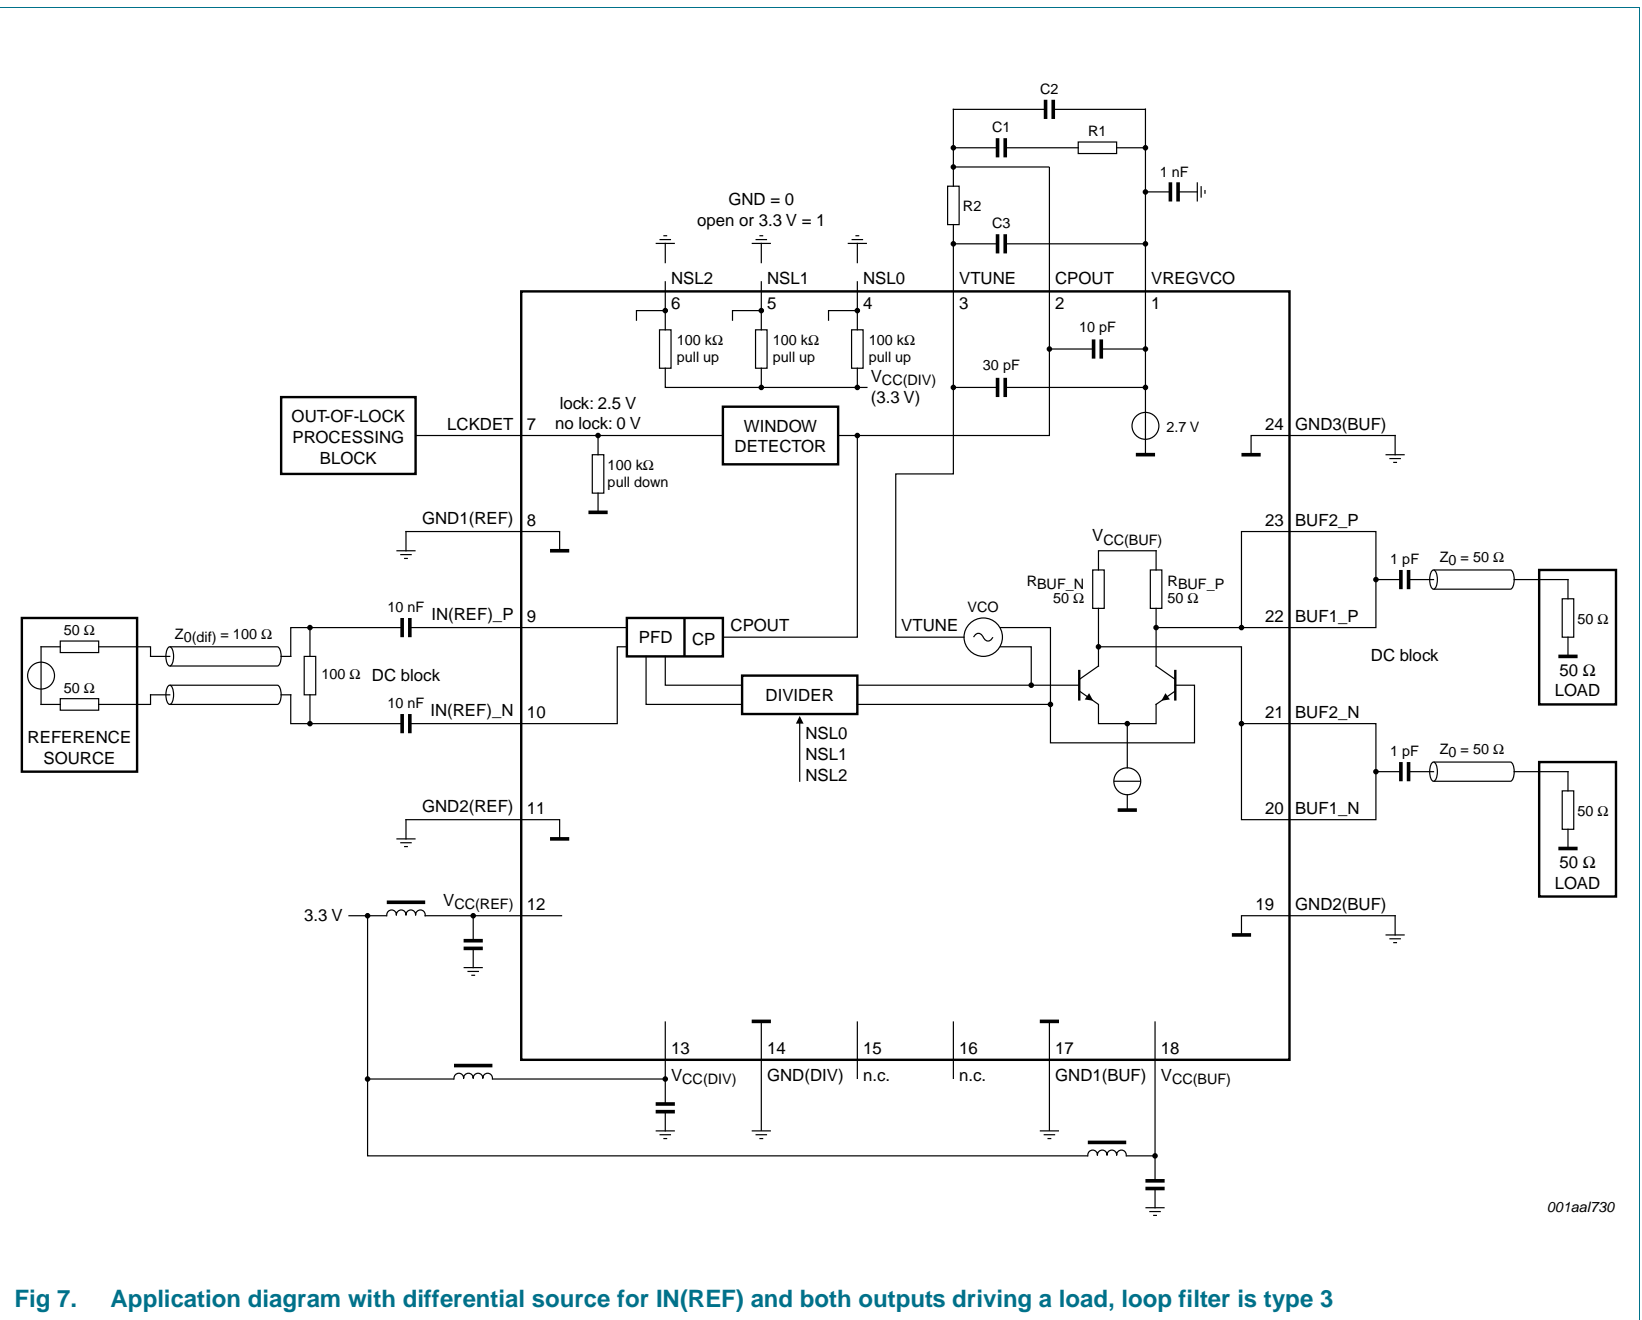 C2
C1
R1
1 nF
GND = 0
open or 3.3 V = 1
R2
C3
NSL2
NSL1
NSL0
VTUNE
CPOUT
VREGVCO
6
5
4
3
2
1
100 kΩ
pull up
100 kΩ
pull up
100 kΩ
pull up
10 pF
30 pF
VCC(DIV)
(3.3 V)
2.7 V
OUT-OF-LOCK
PROCESSING
BLOCK
LCKDET
7
lock: 2.5 V
no lock: 0 V
WINDOW
DETECTOR
100 kΩ
pull down
24
GND3(BUF)
GND1(REF)
8
23
BUF2_P
VCC(BUF)
RBUF_N
50 Ω
RBUF_P
50 Ω
1 pF
Z0 = 50 Ω
50 Ω
50 Ω
LOAD
10 nF
IN(REF)_P
9
PFD
CP
CPOUT
VTUNE
VCO
22
BUF1_P
DC block
50 Ω
50 Ω
REFERENCE
SOURCE
Z0(dif) = 100 Ω
100 Ω
DC block
10 nF
IN(REF)_N
10
DIVIDER
NSL0
NSL1
NSL2
21
BUF2_N
1 pF
Z0 = 50 Ω
50 Ω
50 Ω
LOAD
GND2(REF)
11
20
BUF1_N
3.3 V
VCC(REF)
12
19
GND2(BUF)
13
14
15
16
17
18
VCC(DIV)
GND(DIV)
n.c.
n.c.
GND1(BUF)
VCC(BUF)
001aal730
Fig 7. Application diagram with differential source for IN(REF) and both outputs driving a load, loop filter is type 3